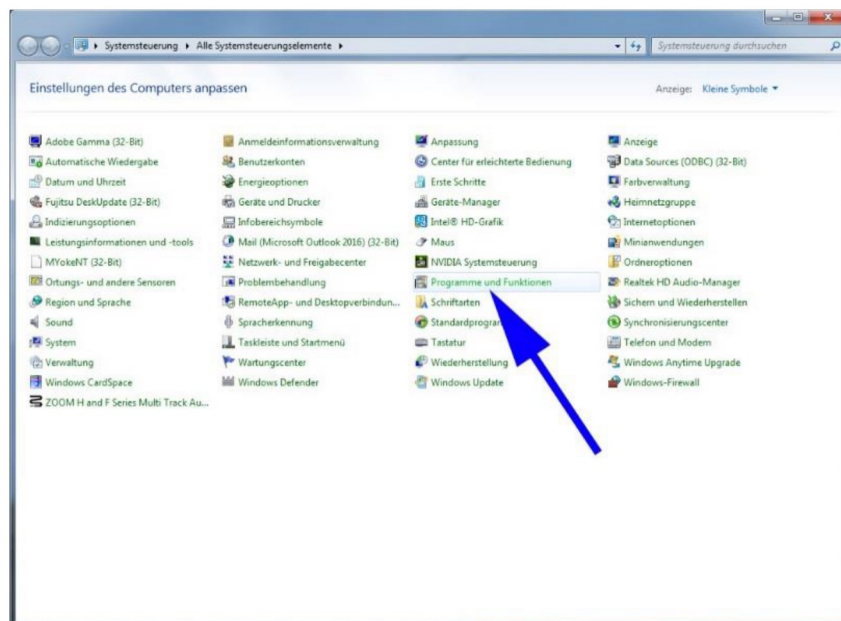 Systemsteuerung Alle Systemsteuerungselemente Systemsteuerung durchsuchen
Einstellungen des Computers anpassen Anzeige: Kleine Symbole
Adobe Gamma (32-Bit) Anmeldeinformationsverwaltung Anpassung Anzeige
Automatische Wiedergabe Benutzerkonten Center für erleichterte Bedienung Data Sources (ODBC) (32-Bit)
Datum und Uhrzeit Energieoptionen Erste Schritte Farbverwaltung
Fujitsu DeskUpdate (32-Bit) Geräte und Drucker Geräte-Manager Heimnetzgruppe
Indizierungsoptionen Infobereichsymbole Intel® HD-Grafik Internetoptionen
Leistungsinformationen und -tools Mail (Microsoft Outlook 2016) (32-Bit) Maus Minianwendungen
MYokeNT (32-Bit) Netzwerk- und Freigabecenter NVIDIA Systemsteuerung Ordneroptionen
Ortungs- und andere Sensoren Problembehandlung Programme und Funktionen Realtek HD Audio-Manager
Region und Sprache RemoteApp- und Desktopverbindun... Schriftarten Sichern und Wiederherstellen
Sound Spracherkennung Standardprogram Synchronisierungscenter
System Taskleiste und Startmenü Tastatur Telefon und Modem
Verwaltung Wartungscenter Wiederherstellung Windows Anytime Upgrade
Windows CardSpace Windows Defender Windows Update Windows-Firewall
ZOOM H and F Series Multi Track Au...